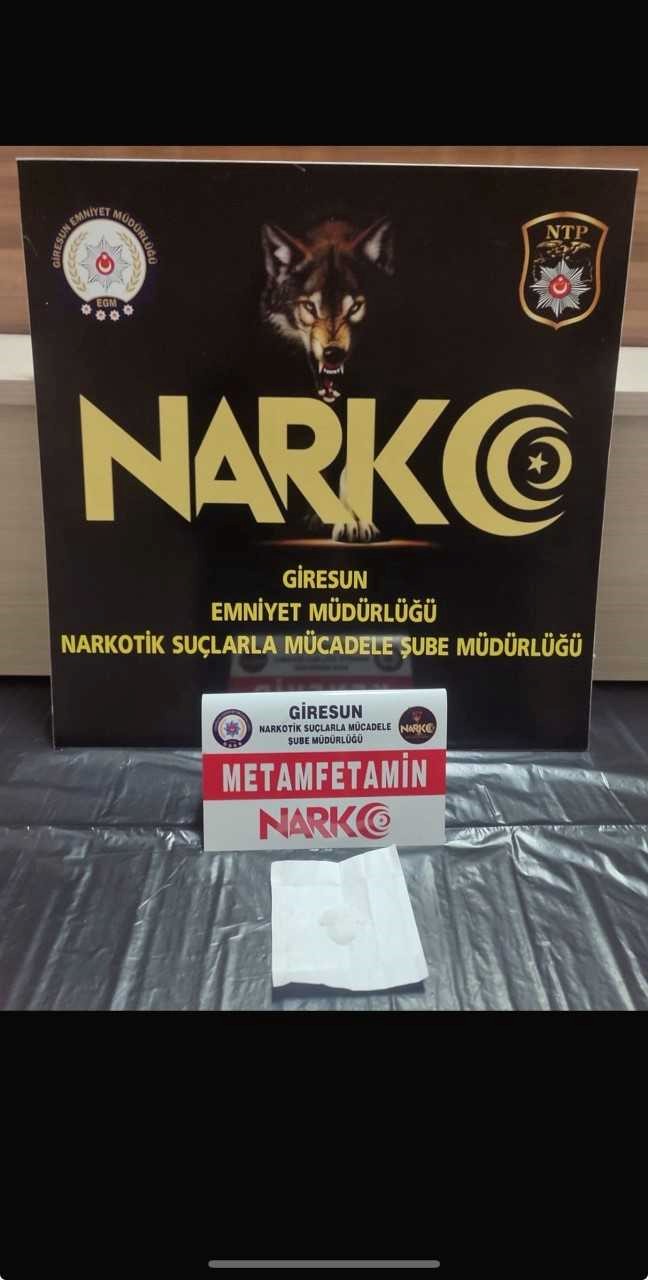 GİRESUN EMNİYET MÜDÜRLÜĞÜ
EGM
NTP
NARKO
GİRESUN
EMNİYET MÜDÜRLÜĞÜ
NARKOTİK SUÇLARLA MÜCADELE ŞUBE MÜDÜRLÜĞÜ
GİRESUN
NARKOTİK SUÇLARLA MÜCADELE
ŞUBE MÜDÜRLÜĞÜ
NARKO
METAMFETAMİN
NARKO